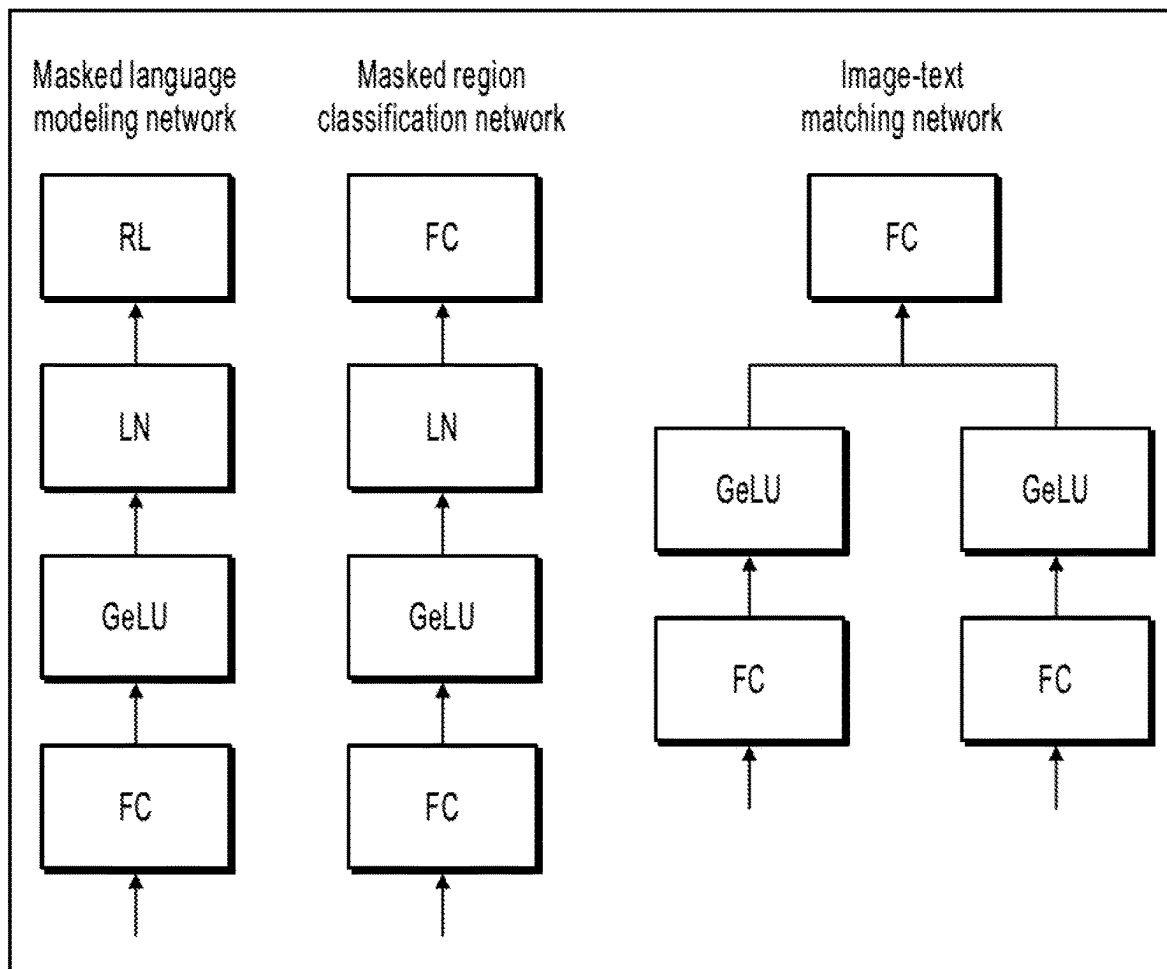 Masked language
modeling network
Masked region
classification network
Image-text
matching network
RL
FC
FC
LN
LN
GeLU
GeLU
GeLU
GeLU
FC
FC
FC
FC